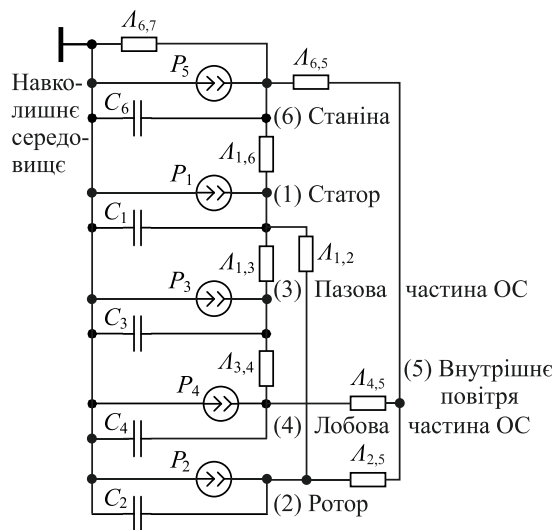 Λ6,7
Навко-
лишнє
середо-
вище
P5
Λ6,5
C6
(6) Станіна
Λ1,6
P1
(1) Статор
C1
Λ1,2
Λ1,3
P3
(3) Пазова частина ОС
C3
Λ3,4
(5) Внутрішнє
повітря
P4
Λ4,5
C4
(4) Лобова частина ОС
P2
Λ2,5
C2
(2) Ротор